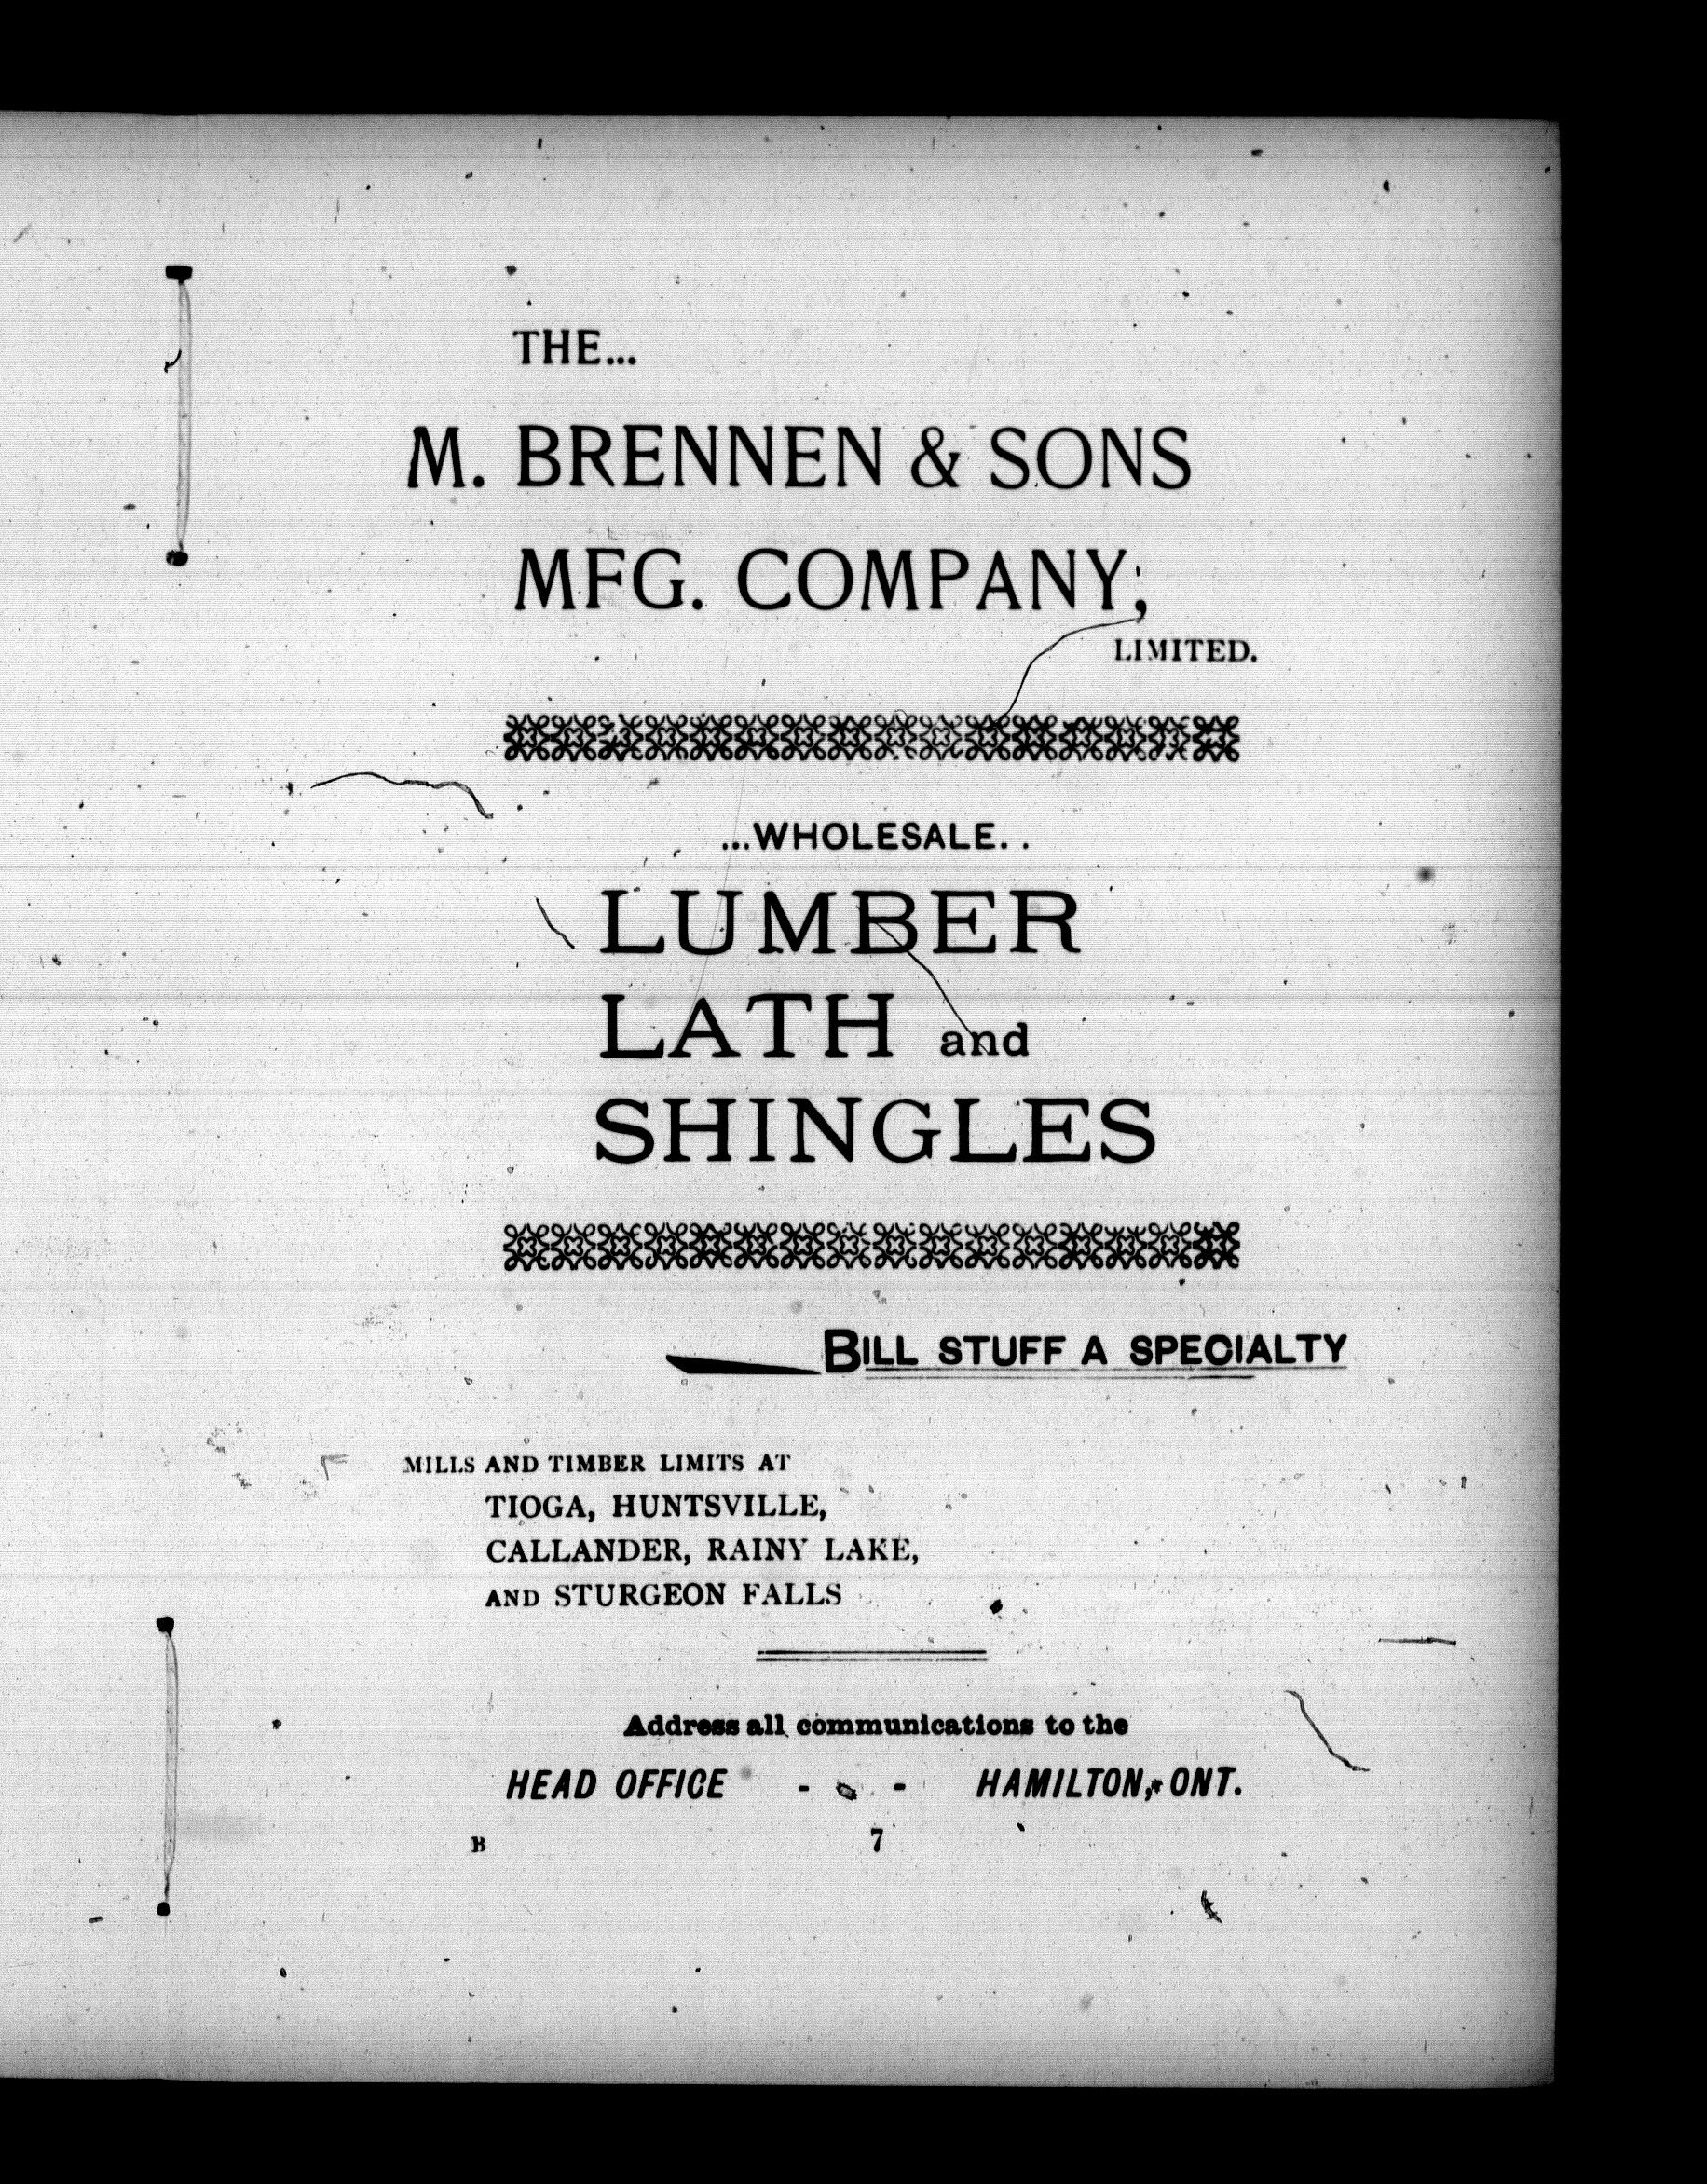 THE...
M. BRENNEN & SONS
MFG. COMPANY,
LIMITED.
...WHOLESALE. .
LUMBER
LATH and
SHINGLES
BILL STUFF A SPECIALTY
MILLS AND TIMBER LIMITS AT
TIOGA, HUNTSVILLE,
CALLANDER, RAINY LAKE,
AND STURGEON FALLS
Address all communications to the
HEAD OFFICE - - - HAMILTON, ONT.
B 7